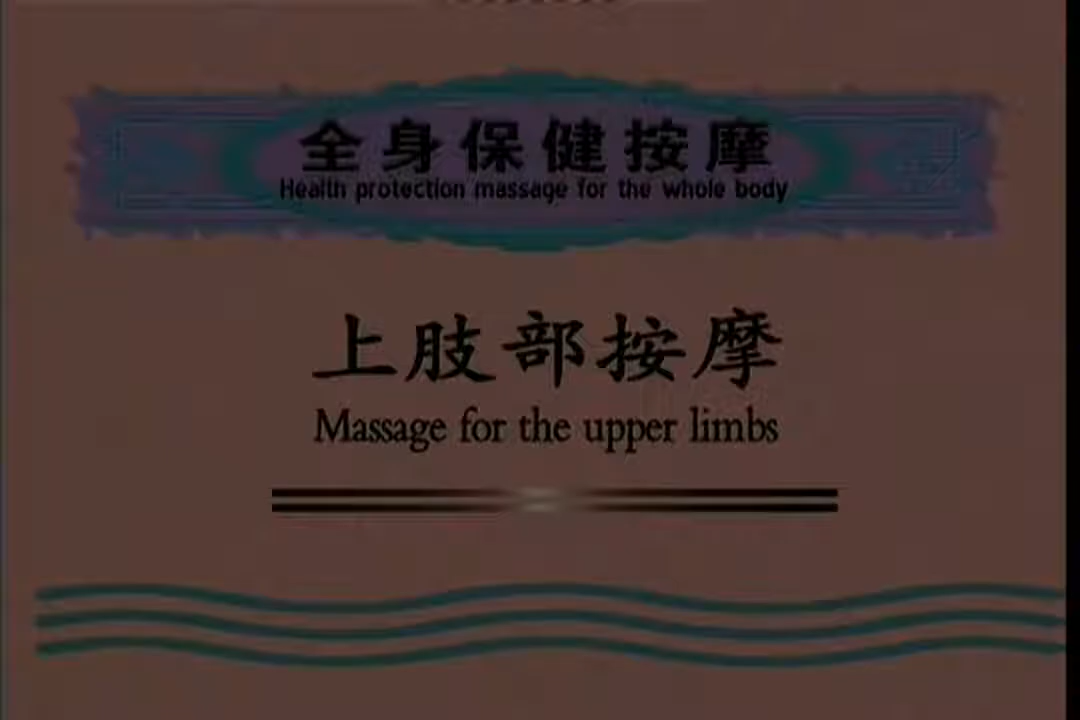 全身保健按摩
Health protection massage for the whole body
上肢部按摩
Massage for the upper limbs